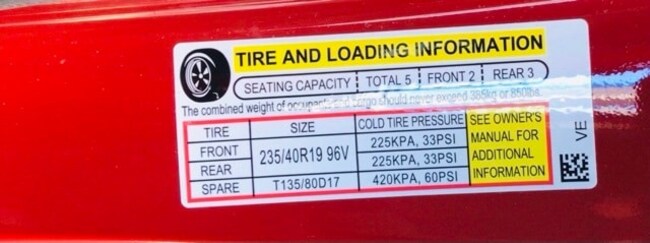 TIRE AND LOADING INFORMATION
SEATING CAPACITY TOTAL 5 FRONT 2 REAR 3
The combined weight of occupants and cargo should never exceed 385kg or 850lbs.
TIRE SIZE COLD TIRE PRESSURE SEE OWNER'S MANUAL FOR ADDITIONAL INFORMATION
FRONT 235/40R19 96V 225KPA, 33PSI
REAR 225KPA, 33PSI
SPARE T135/80D17 420KPA, 60PSI
VE